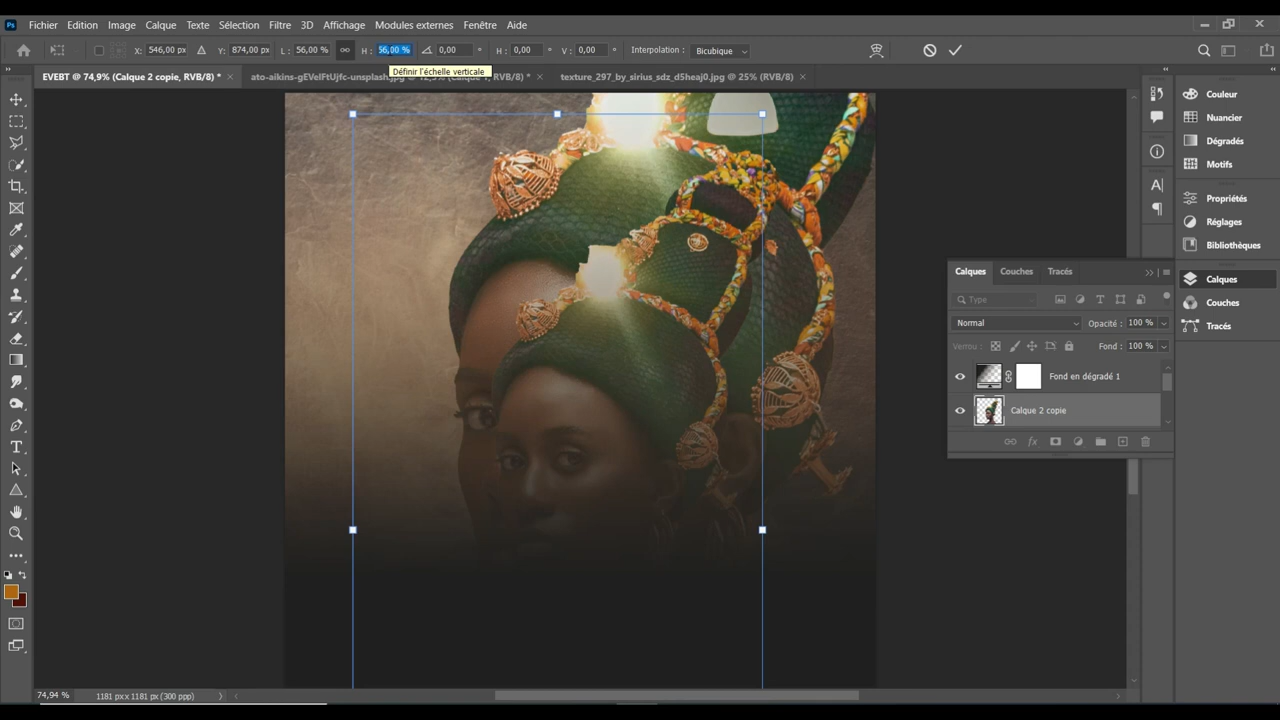 Ps Fichier Edition Image Calque Texte Sélection Filtre 3D Affichage Modules externes Fenêtre Aide
X: 546,00 px Y: 874,00 px L: 56,00 % H: 56,00 % 0,00 ° H: 0,00 ° V: 0,00 ° Interpolation : Bicubique
Définir l'échelle verticale
EVEBT @ 74,9% (Calque 2 copie, RVB/8) * ato-aikins-gEVelFtUjfc-unsplash.jpg texture_297_by_sirius_sdz_d5heaj0.jpg @ 25% (RVB/8)
Couleur
Nuancier
Dégradés
Motifs
Propriétés
Réglages
Bibliothèques
Calques
Couches
Tracés
Calques Couches Tracés
Type
Normal Opacité : 100 %
Verrou : Fond : 100 %
Fond en dégradé 1
Calque 2 copie
74,94 % 1181 px x 1181 px (300 ppp)